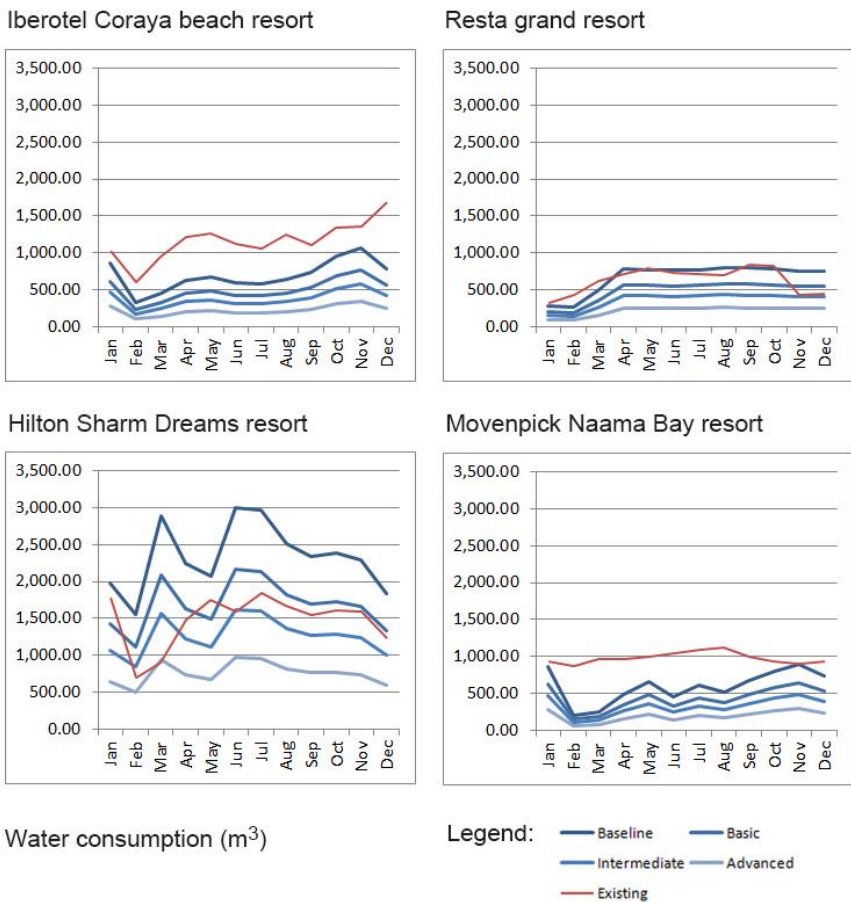 Iberotel Coraya beach resort
Resta grand resort
3,500.00
3,000.00
2,500.00
2,000.00
1,500.00
1,000.00
500.00
0.00
Jan
Feb
Mar
Apr
May
Jun
Jul
Aug
Sep
Oct
Nov
Dec
3,500.00
3,000.00
2,500.00
2,000.00
1,500.00
1,000.00
500.00
0.00
Jan
Feb
Mar
Apr
May
Jun
Jul
Aug
Sep
Oct
Nov
Dec
Hilton Sharm Dreams resort
Movenpick Naama Bay resort
3,500.00
3,000.00
2,500.00
2,000.00
1,500.00
1,000.00
500.00
0.00
Jan
Feb
Mar
Apr
May
Jun
Jul
Aug
Sep
Oct
Nov
Dec
3,500.00
3,000.00
2,500.00
2,000.00
1,500.00
1,000.00
500.00
0.00
Jan
Feb
Mar
Apr
May
Jun
Jul
Aug
Sep
Oct
Nov
Dec
Water consumption (m³)
Legend:
Baseline
Basic
Intermediate
Advanced
Existing